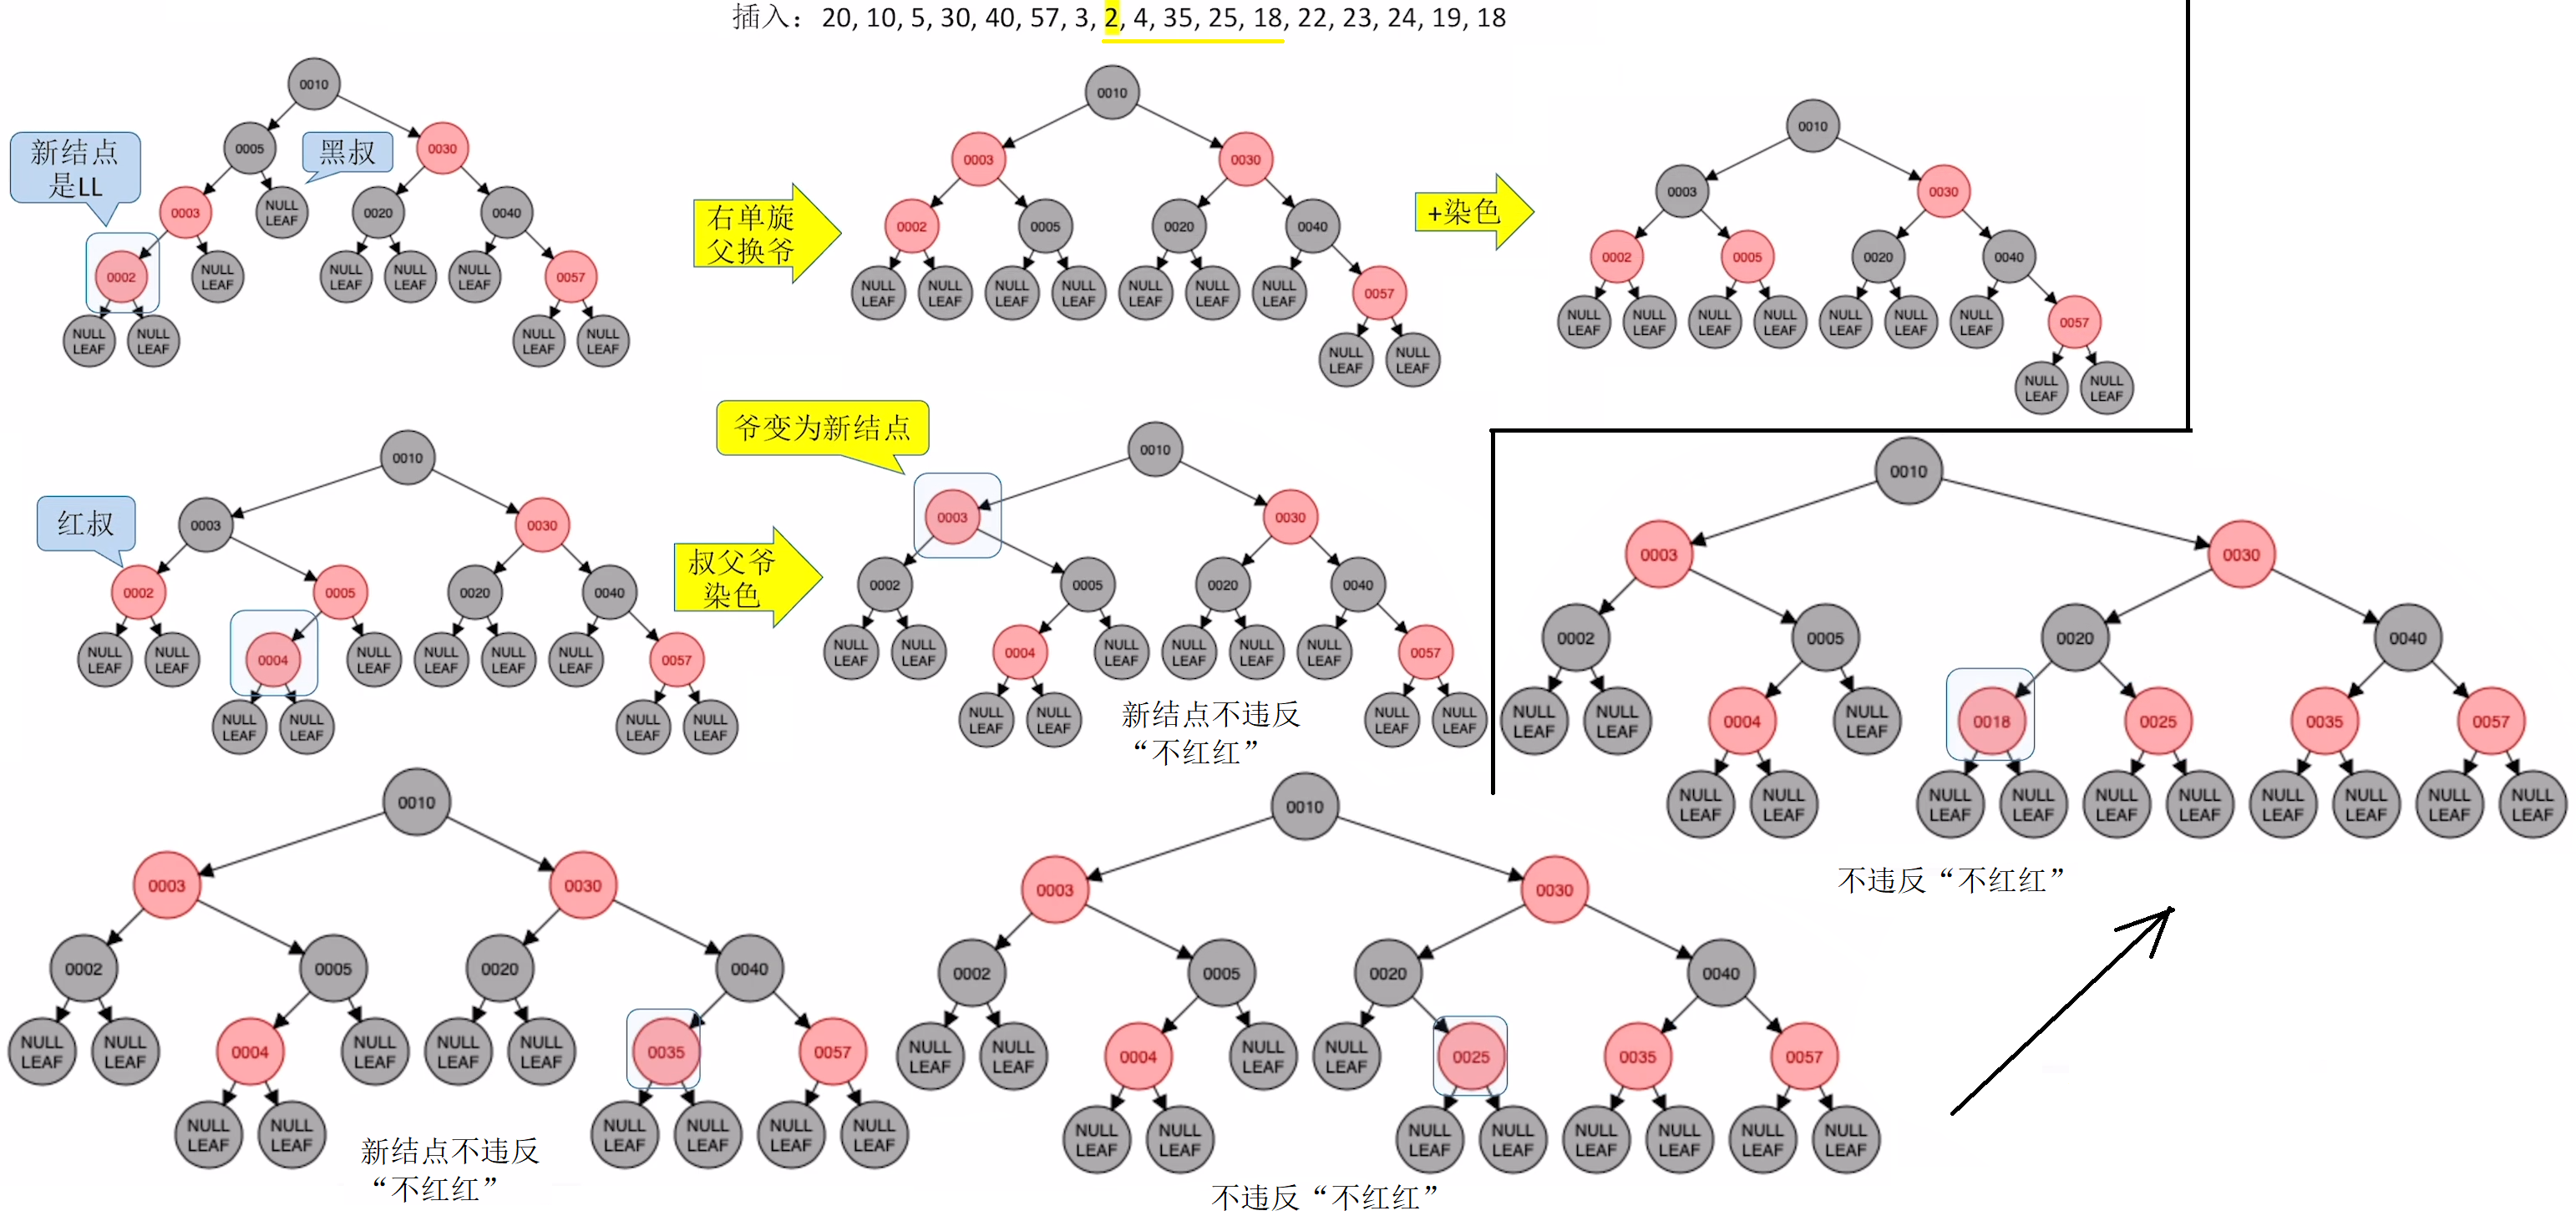 插入：20, 10, 5, 30, 40, 57, 3, 2, 4, 35, 25, 18, 22, 23, 24, 19, 18
0010
新结点
是LL
0005
黑叔
0030
0003
NULL
LEAF
0020
0040
0002
NULL
LEAF
NULL
LEAF
NULL
LEAF
NULL
LEAF
0057
NULL
LEAF
NULL
LEAF
NULL
LEAF
NULL
LEAF
右单旋
父换爷
0010
0003
0030
0002
0005
0020
0040
NULL
LEAF
NULL
LEAF
NULL
LEAF
NULL
LEAF
NULL
LEAF
NULL
LEAF
NULL
LEAF
0057
NULL
LEAF
NULL
LEAF
+染色
0010
0003
0030
0002
0005
0020
0040
NULL
LEAF
NULL
LEAF
NULL
LEAF
NULL
LEAF
NULL
LEAF
NULL
LEAF
NULL
LEAF
0057
NULL
LEAF
NULL
LEAF
0010
红叔
0003
0030
0002
0005
0020
0040
NULL
LEAF
NULL
LEAF
0004
NULL
LEAF
NULL
LEAF
NULL
LEAF
NULL
LEAF
0057
NULL
LEAF
NULL
LEAF
NULL
LEAF
NULL
LEAF
叔父爷
染色
爷变为新结点
0010
0003
0030
0002
0005
0020
0040
NULL
LEAF
NULL
LEAF
0004
NULL
LEAF
NULL
LEAF
NULL
LEAF
NULL
LEAF
0057
NULL
LEAF
NULL
LEAF
NULL
LEAF
NULL
LEAF
新结点不违反
“不红红”
0010
0003
0030
0002
0005
0020
0040
NULL
LEAF
NULL
LEAF
0004
NULL
LEAF
0018
0025
0035
0057
NULL
LEAF
NULL
LEAF
NULL
LEAF
NULL
LEAF
NULL
LEAF
NULL
LEAF
NULL
LEAF
NULL
LEAF
NULL
LEAF
NULL
LEAF
不违反“不红红”
0010
0003
0030
0002
0005
0020
0040
NULL
LEAF
NULL
LEAF
0004
NULL
LEAF
NULL
LEAF
NULL
LEAF
0035
0057
NULL
LEAF
NULL
LEAF
NULL
LEAF
NULL
LEAF
NULL
LEAF
NULL
LEAF
新结点不违反
“不红红”
0010
0003
0030
0002
0005
0020
0040
NULL
LEAF
NULL
LEAF
0004
NULL
LEAF
NULL
LEAF
0025
0035
0057
NULL
LEAF
NULL
LEAF
NULL
LEAF
NULL
LEAF
NULL
LEAF
NULL
LEAF
NULL
LEAF
NULL
LEAF
不违反“不红红”